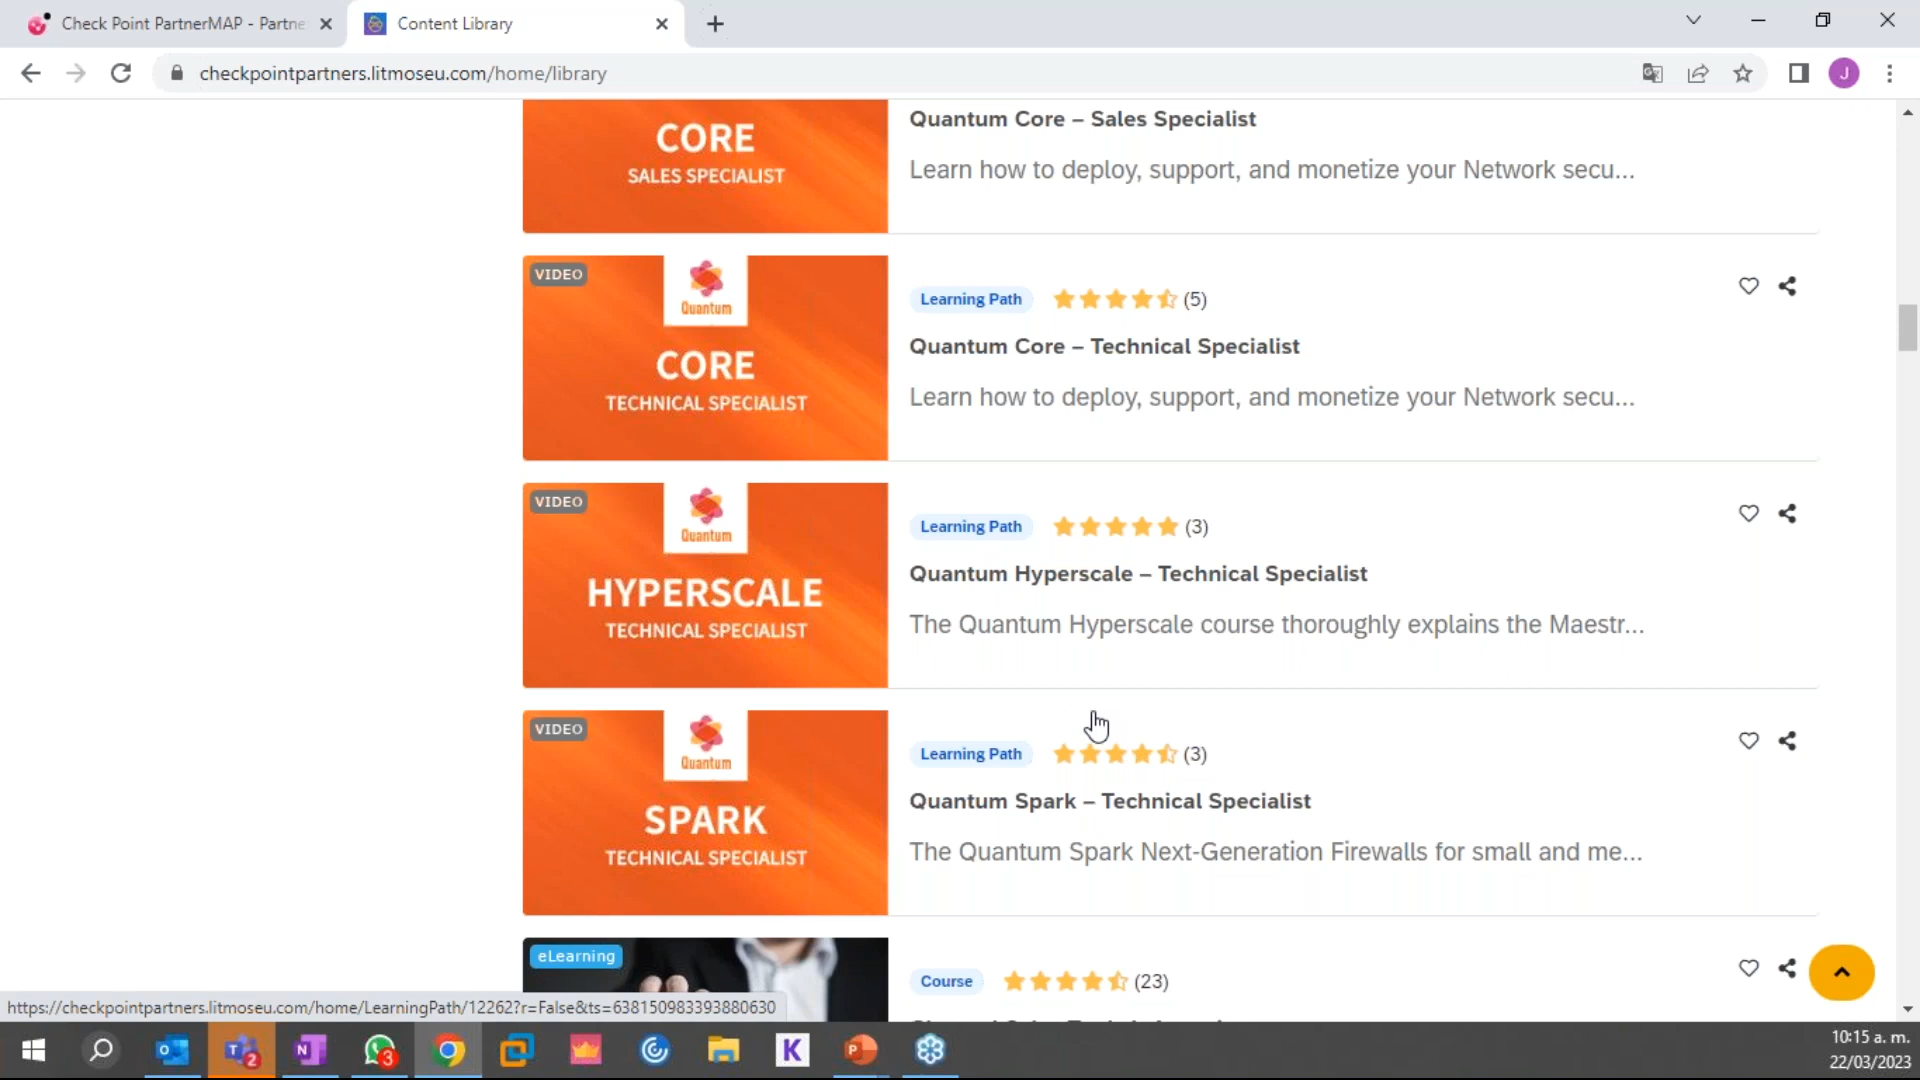 Check Point PartnerMAP - Partne
Content Library
checkpointpartners.litmoseu.com/home/library
J
CORE
SALES SPECIALIST
Quantum Core – Sales Specialist
Learn how to deploy, support, and monetize your Network secu...
VIDEO
Quantum
CORE
TECHNICAL SPECIALIST
Learning Path
(5)
Quantum Core – Technical Specialist
Learn how to deploy, support, and monetize your Network secu...
VIDEO
Quantum
HYPERSCALE
TECHNICAL SPECIALIST
Learning Path
(3)
Quantum Hyperscale – Technical Specialist
The Quantum Hyperscale course thoroughly explains the Maestr...
VIDEO
Quantum
SPARK
TECHNICAL SPECIALIST
Learning Path
(3)
Quantum Spark – Technical Specialist
The Quantum Spark Next-Generation Firewalls for small and me...
eLearning
Course
(23)
https://checkpointpartners.litmoseu.com/home/LearningPath/12262?r=False&ts=638150983393880630
2
3
K
10:15 a. m.
22/03/2023